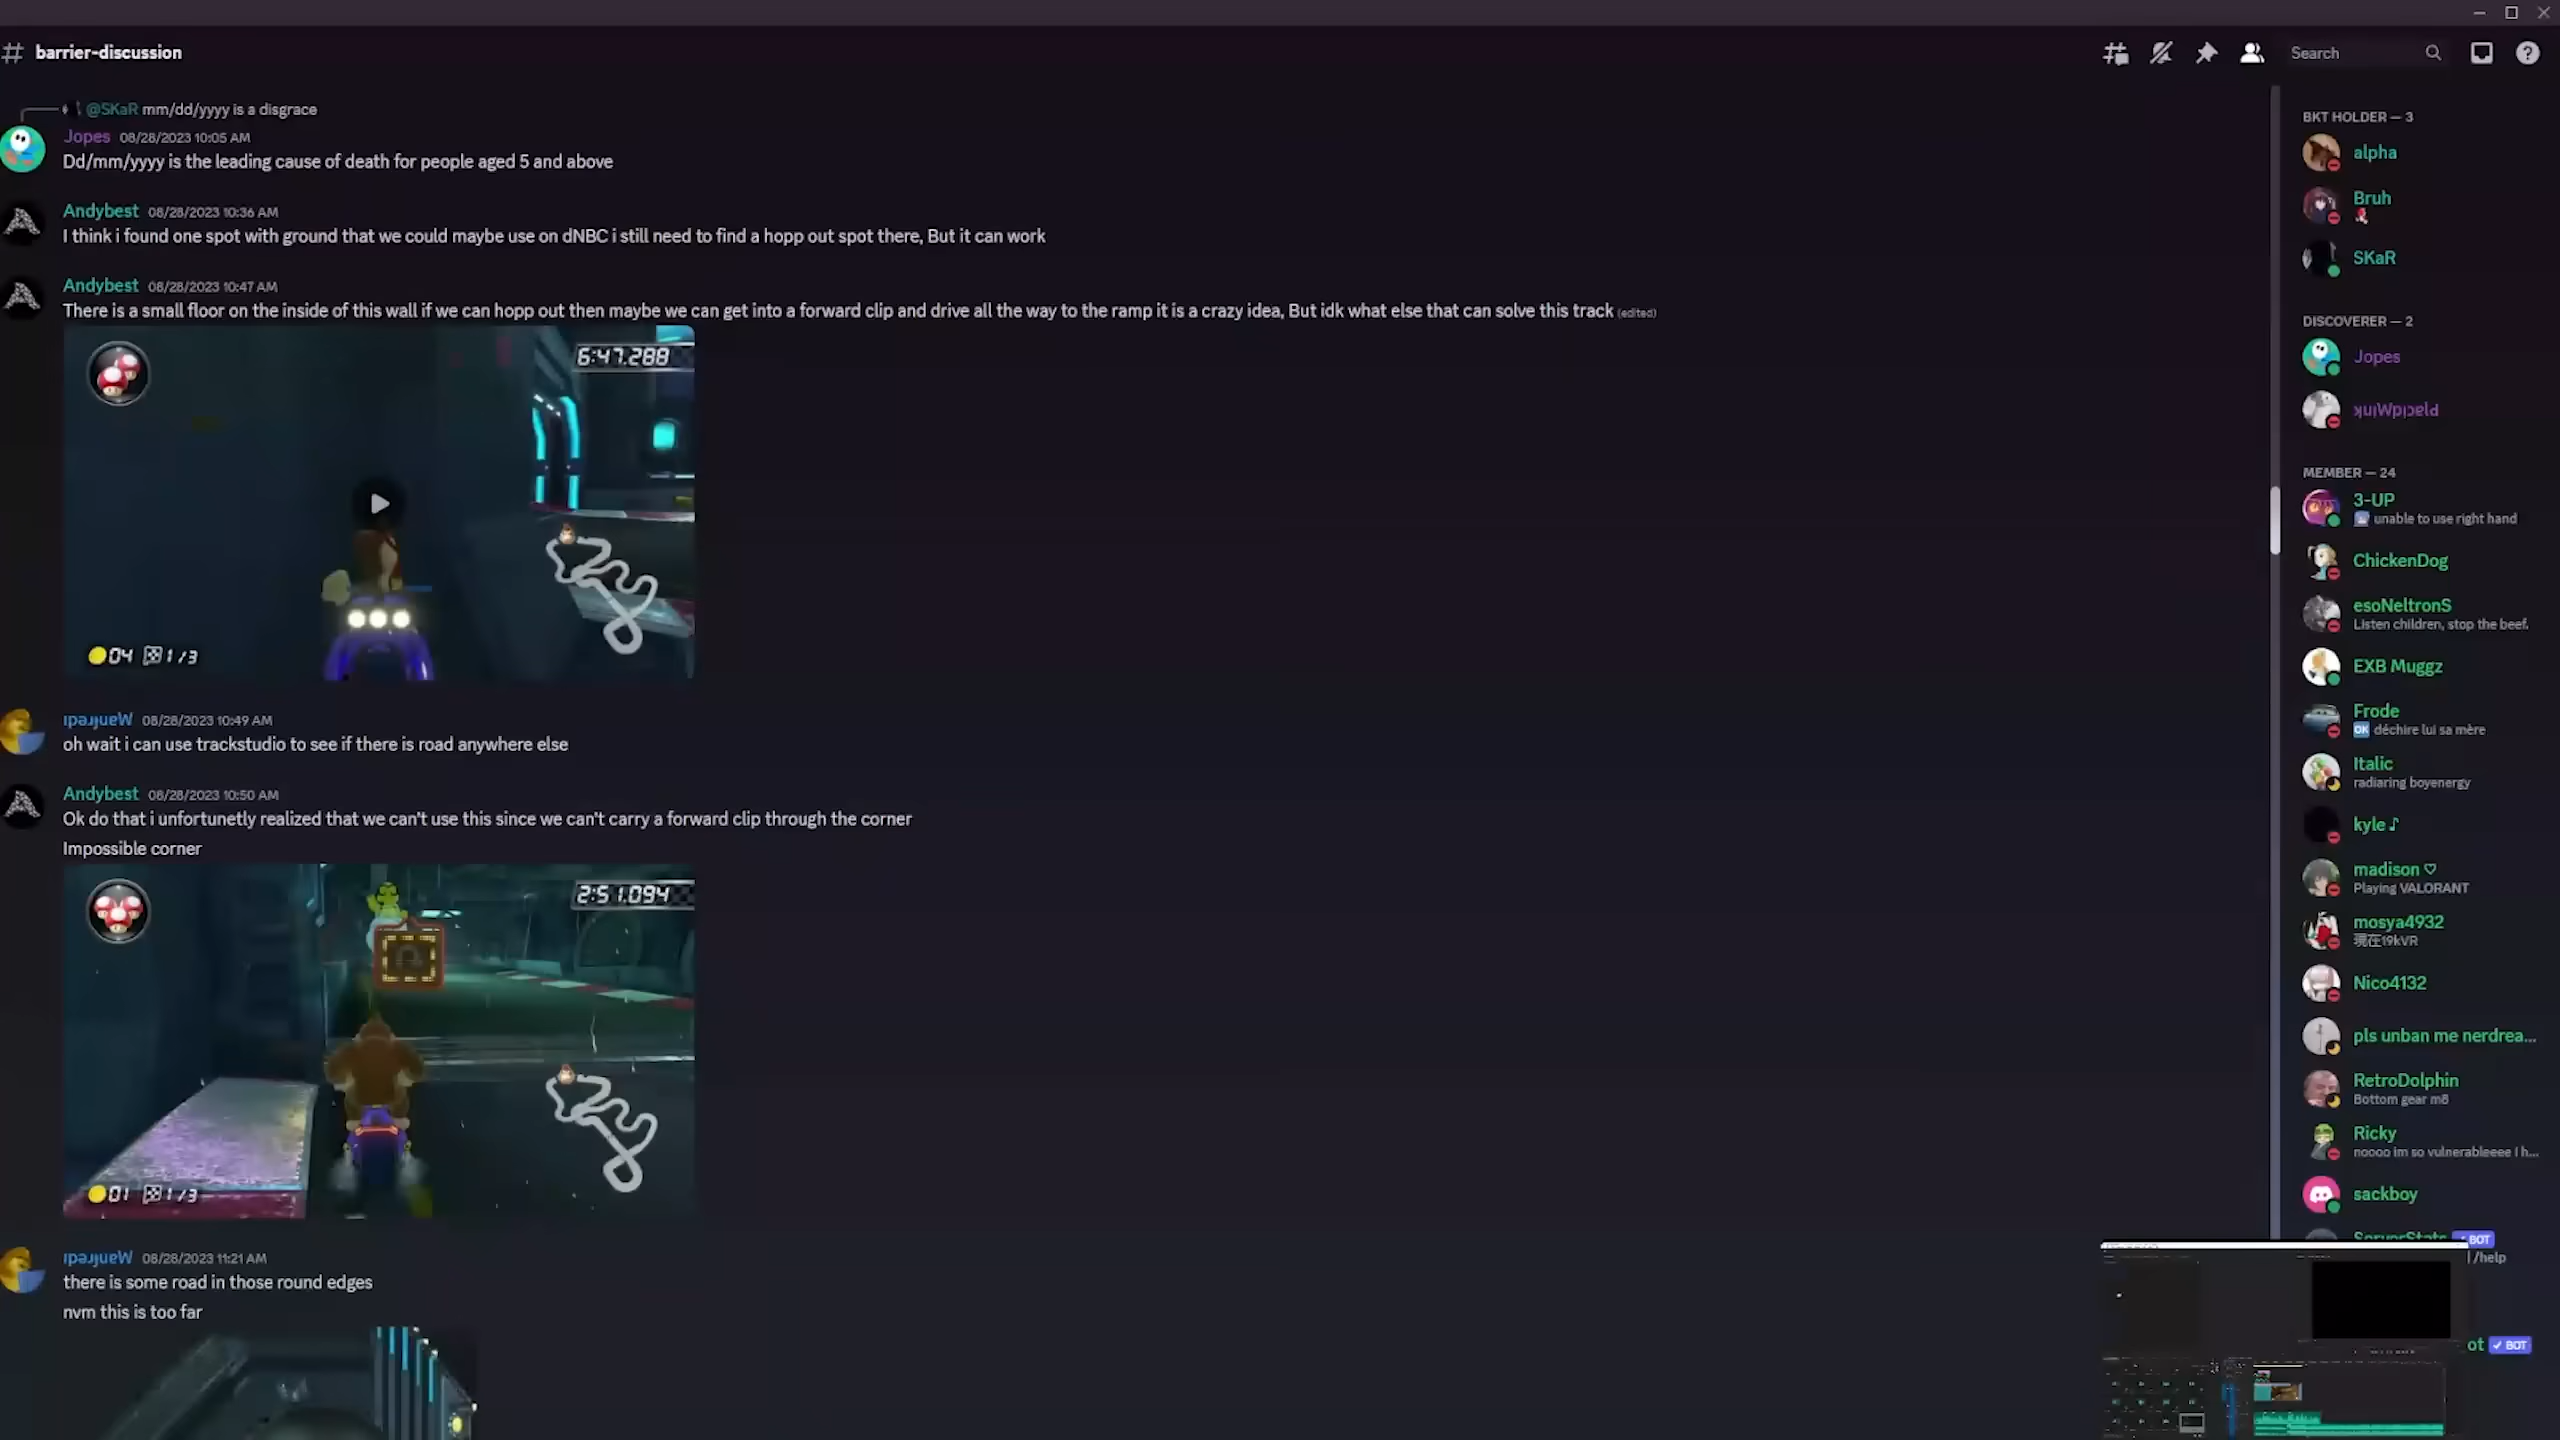 # barrier-discussion
Search
@SKaR mm/dd/yyyy is a disgrace
Jopes 08/28/2023 10:05 AM
Dd/mm/yyyy is the leading cause of death for people aged 5 and above
Andybest 08/28/2023 10:36 AM
I think i found one spot with ground that we could maybe use on dNBC i still need to find a hopp out spot there, But it can work
Andybest 08/28/2023 10:47 AM
There is a small floor on the inside of this wall if we can hopp out then maybe we can get into a forward clip and drive all the way to the ramp it is a crazy idea, But idk what else that can solve this track (edited)
6:47.288
04 1/3
08/28/2023 10:49 AM
oh wait i can use trackstudio to see if there is road anywhere else
Andybest 08/28/2023 10:50 AM
Ok do that i unfortunetly realized that we can't use this since we can't carry a forward clip through the corner
Impossible corner
2:51.094
01 1/3
08/28/2023 11:21 AM
there is some road in those round edges
nvm this is too far
BKT HOLDER — 3
alpha
Bruh
SKaR
DISCOVERER — 2
Jopes
MEMBER — 24
3-UP
unable to use right hand
ChickenDog
esoNeltronS
Listen children, stop the beef.
EXB Muggz
Frode
OK déchire lui sa mère
Italic
radiaring boyenergy
kyle ♪
madison ♡
Playing VALORANT
mosya4932
現在19kVR
Nico4132
pls unban me nerdrea...
RetroDolphin
Bottom gear m8
Ricky
noooo im so vulnerableeee I h...
sackboy
ServerStats ✓ BOT
/help
ot ✓ BOT